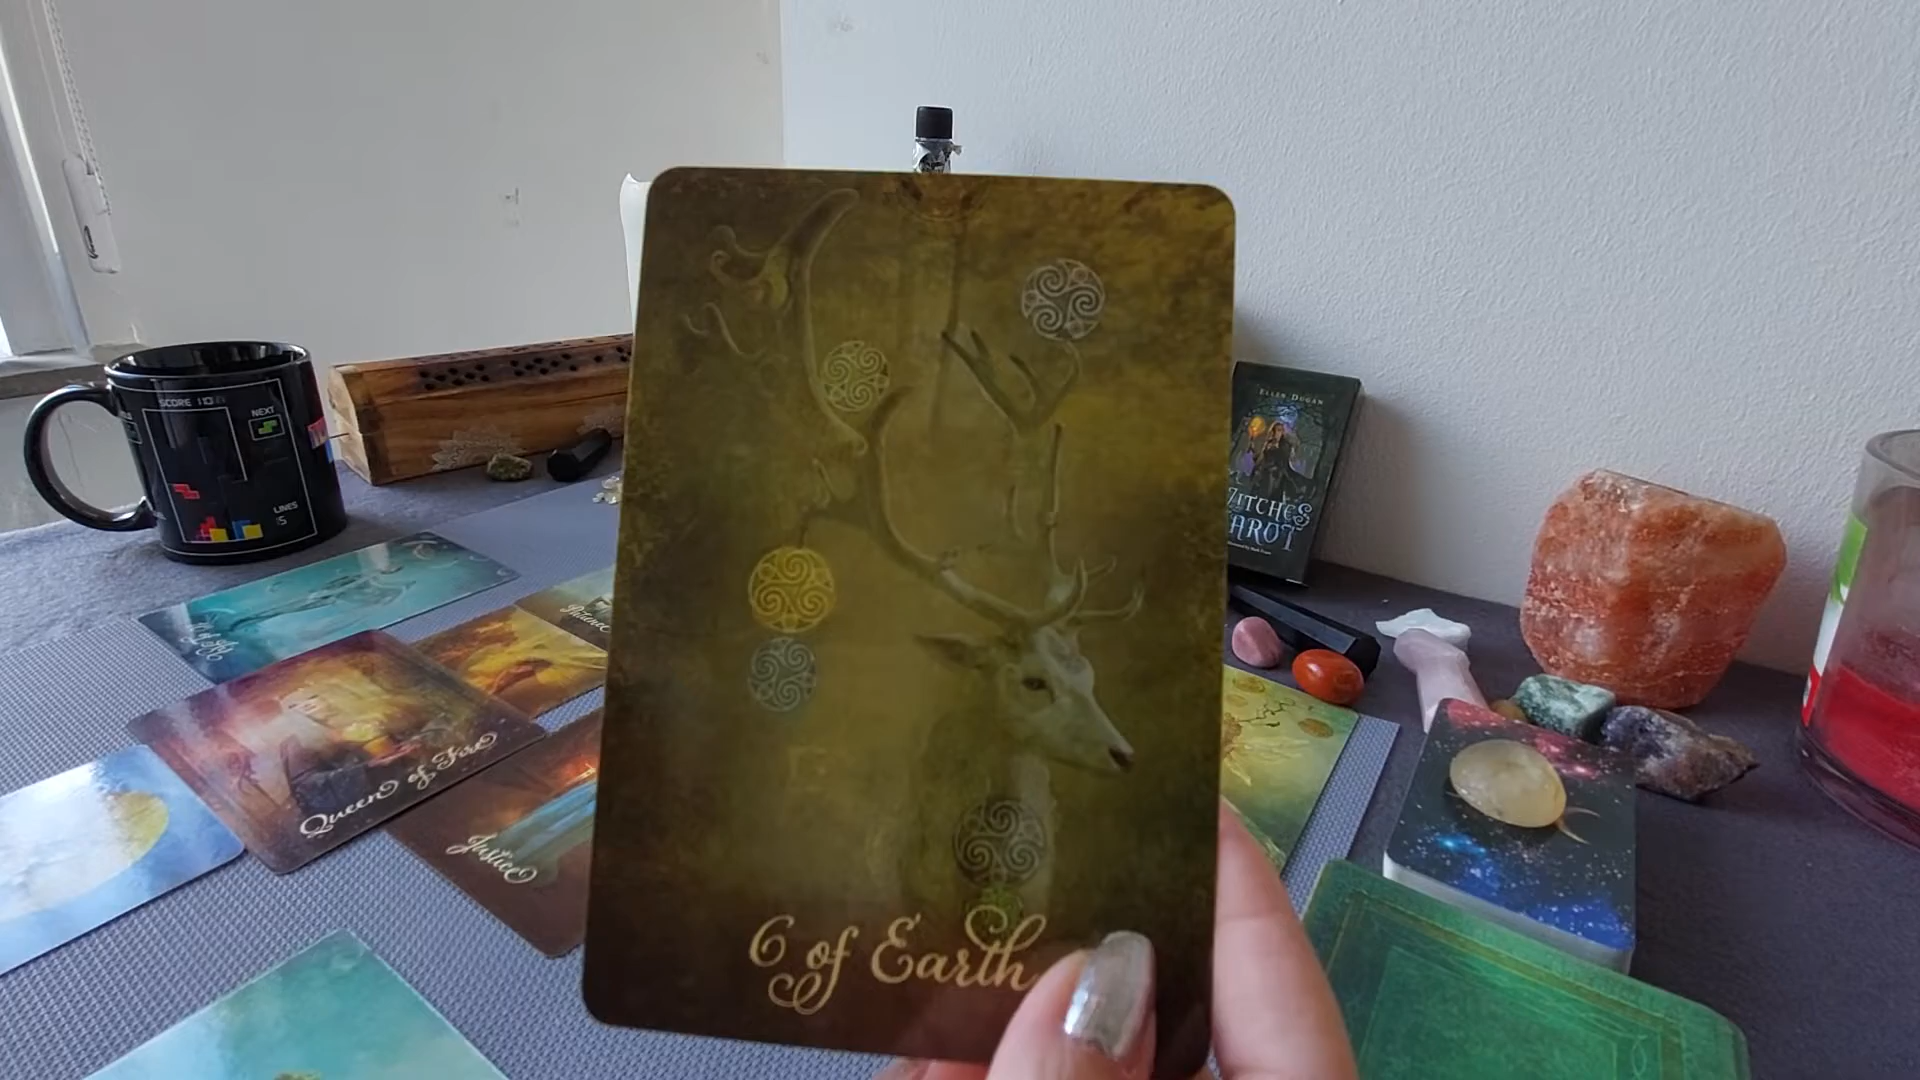 6 of Earth
ELLEN DUGAN
WITCHES
TAROT
SCORE
NEXT
LINES
Queen of Fire
Justice